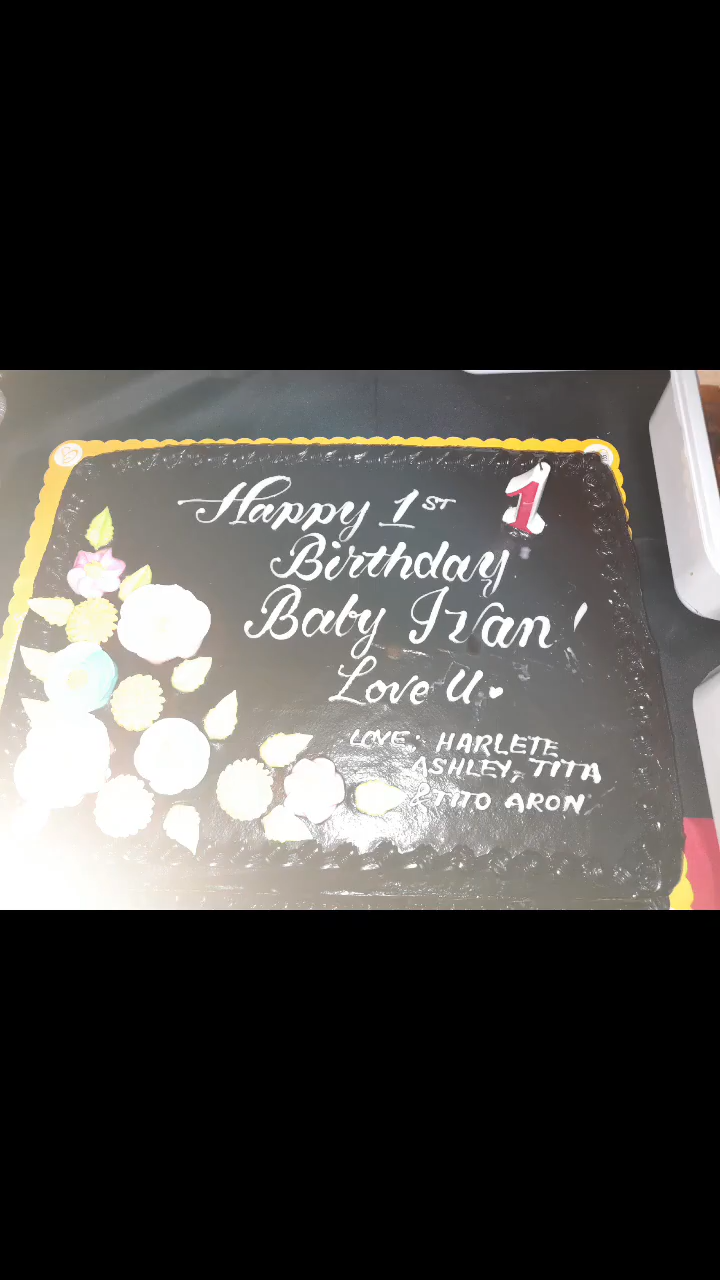 Happy 1ST
1
Birthday
Baby Ivan!
Love U
LOVE: HARLETE
ASHLEY, TITA
& TITO ARON